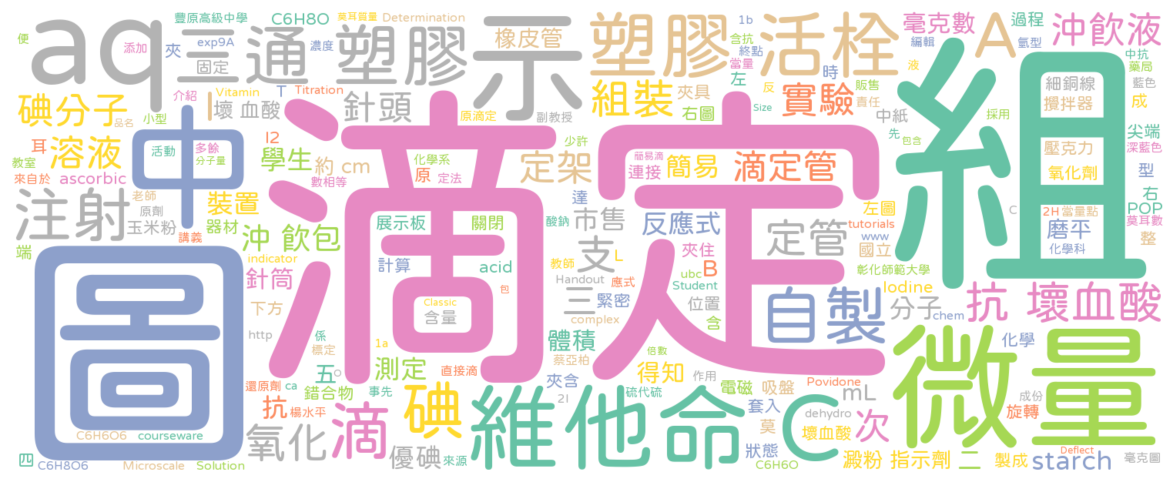 aq
三通
塑膠
示
塑膠
活栓
組
滴定
圖
中
微量
維他命
C
自製
抗
壞血酸
注射
碘分子
溶液
碘
滴
氧化
優碘
豐原高級中學
C6H8O
莫耳質量
Determination
橡皮管
1b
毫克數
A
過程
沖飲液
便
添加
夾
exp9A
濃度
固定
含抗
終點
當量
左
編輯
氫型
中抗
藥局
介紹
Vitamin
T
Titration
針頭
原滴定
副教授
組裝
夾具
時
反
販售
責任
液
細銅線
藍色
攪拌器
成
品名
小型
壞 血酸
I2
右圖
Size
實驗
中紙
先
採用
包含
尖端
深藍色
耳
活動
多餘
分子量
學生
約 cm
化學系
少許
定架
簡易滴
連接
簡易
滴定管
壓克力
氧化劑
型
教室
來自於
ascorbic
老師
原劑
裝置
數相等
原
定法
達
左圖
右
POP
2H
當量點
C
莫耳數
玉米粉
器材
展示板
關閉
酸鈉
市售
反應式
tutorials
www
磨平
整
講義
沖 飲包
定管
國立
化學科
端
indicator
計算
acid
教師
L
支
夾住
ubc
B
彰化師範大學
針筒
Handout
應式
Student
三
緊密
位置
Iodine
分子
chem
下方
包
Classic
含量
complex
含
體積
化學
http
1a
標定
係
五
測定
直接滴
蔡亞柏
倍數
得知
作用
還原劑
ca
錯合物
事先
夾含
2I
硫代硫
電磁
吸盤
Povidone
mL
成份
旋轉
抗
楊水平
套入
dehydro
莫
壞血酸
次
C6H6O6
courseware
狀態
來源
C6H6O
澱粉
指示劑
二
製成
starch
Deflect
毫克圖
四
C6H8O6
Microscale
Solution